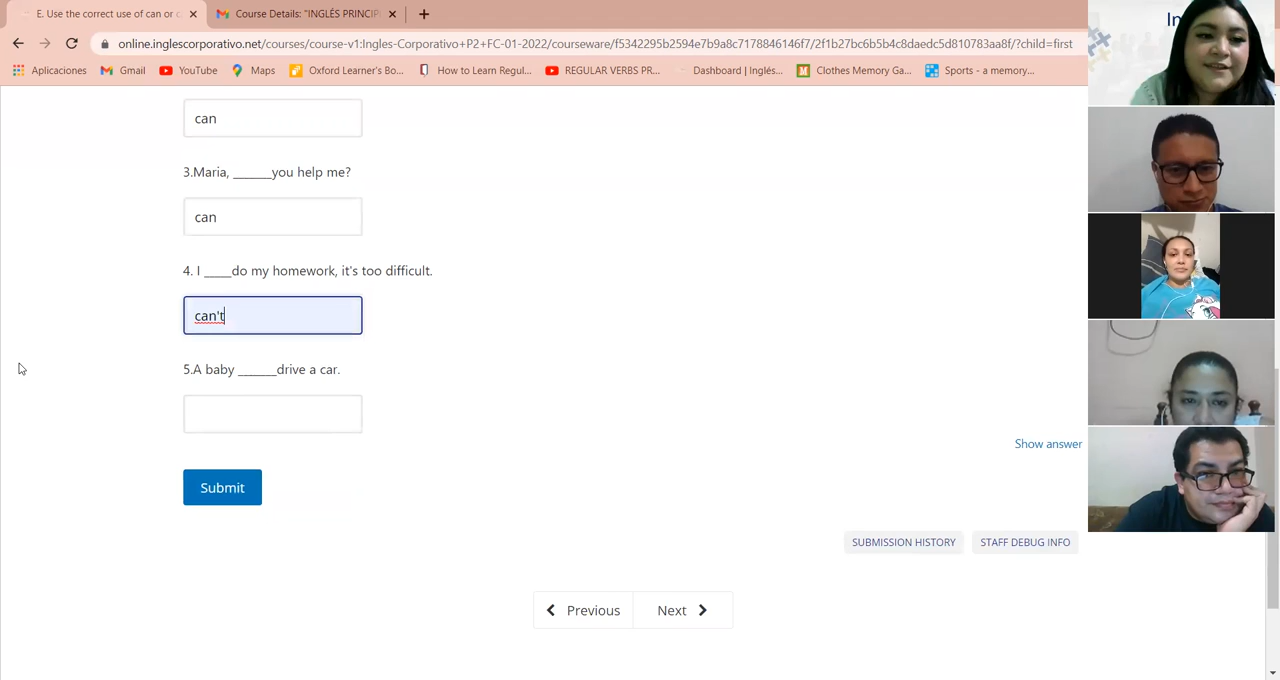 E. Use the correct use of can or c
Course Details: "INGLÉS PRINCIP
online.inglescorporativo.net/courses/course-v1:Ingles-Corporativo+P2+FC-01-2022/courseware/f5342295b2594e7b9a8c7178846146f7/2f1b27bc6b5b4c8daedc5d810783aa8f/?child=first
Aplicaciones Gmail YouTube Maps Oxford Learner's Bo... How to Learn Regul... REGULAR VERBS PR... Dashboard | Inglés... Clothes Memory Ga... Sports - a memory...
In
can
3.Maria, ______you help me?
can
4. I ____do my homework, it's too difficult.
can't
5.A baby ______drive a car.
Show answer
Submit
SUBMISSION HISTORY STAFF DEBUG INFO
Previous Next